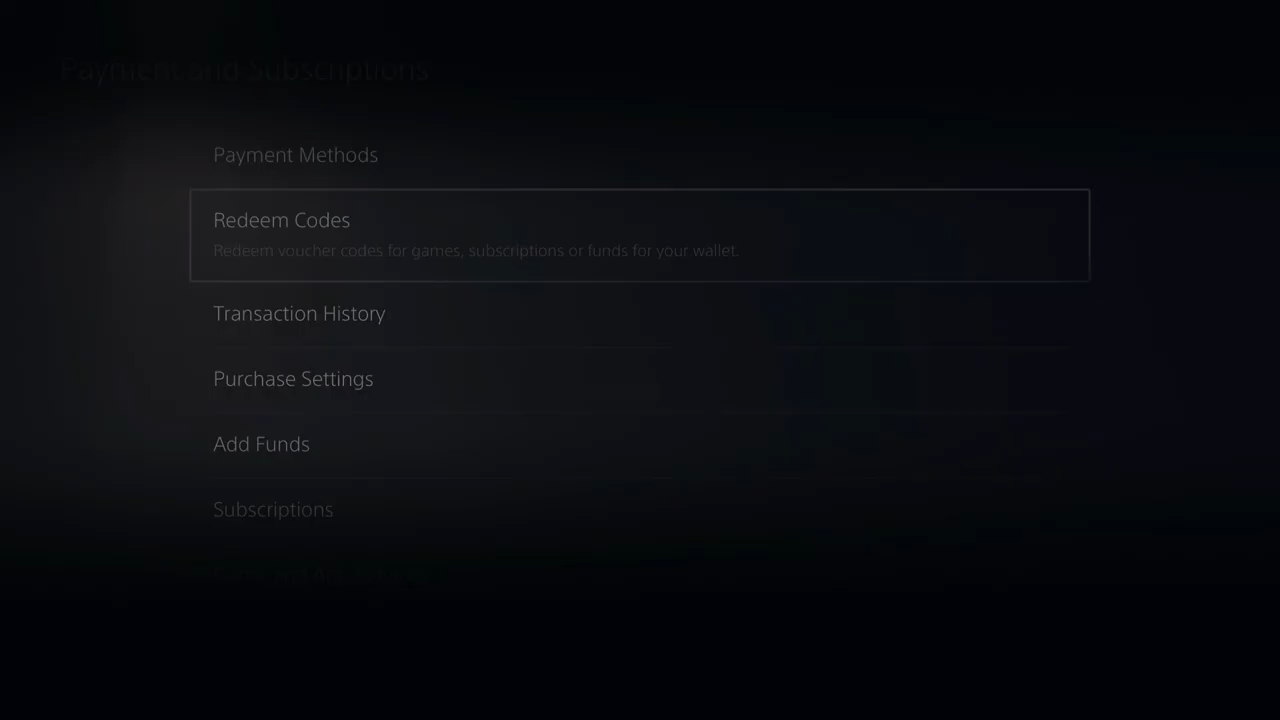 Payment and Subscriptions
Payment Methods
Redeem Codes
Redeem voucher codes for games, subscriptions or funds for your wallet.
Transaction History
Purchase Settings
Add Funds
Subscriptions
and